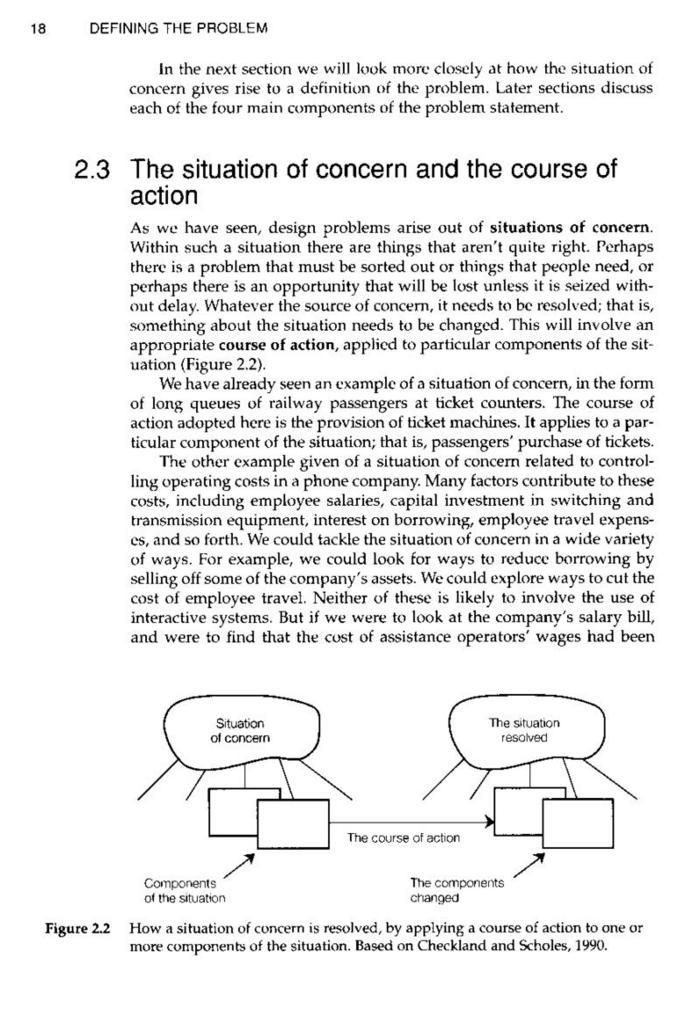 18 DEFINING THE PROBLEM
In the next section we will look more closely at how the situation of
concern gives rise to a definition of the problem. Later sections discuss
each of the four main components of the problem statement.
2.3 The situation of concern and the course of
action
As we have seen, design problems arise out of situations of concern.
Within such a situation there are things that aren't quite right. Perhaps
there is a problem that must be sorted out or things that people need, or
perhaps there is an opportunity that will be lost unless it is seized with-
out delay. Whatever the source of concern, it needs to be resolved; that is,
something about the situation needs to be changed. This will involve an
appropriate course of action, applied to particular components of the sit-
uation (Figure 2.2).
We have already seen an example of a situation of concern, in the form
of long queues of railway passengers at ticket counters. The course of
action adopted here is the provision of ticket machines. It applies to a par-
ticular component of the situation; that is, passengers' purchase of tickets.
The other example given of a situation of concern related to control-
ling operating costs in a phone company. Many factors contribute to these
costs, including employee salaries, capital investment in switching and
transmission equipment, interest on borrowing, employee travel expens-
es, and so forth. We could tackle the situation of concern in a wide variety
of ways. For example, we could look for ways to reduce borrowing by
selling off some of the company's assets. We could explore ways to cut the
cost of employee travel. Neither of these is likely to involve the use of
interactive systems. But if we were to look at the company's salary bill,
and were to find that the cost of assistance operators' wages had been
Situation
of concern
The situation
resolved
The course of action
Components
of the situation
The components
changed
Figure 2.2 How a situation of concern is resolved, by applying a course of action to one or
more components of the situation. Based on Checkland and Scholes, 1990.